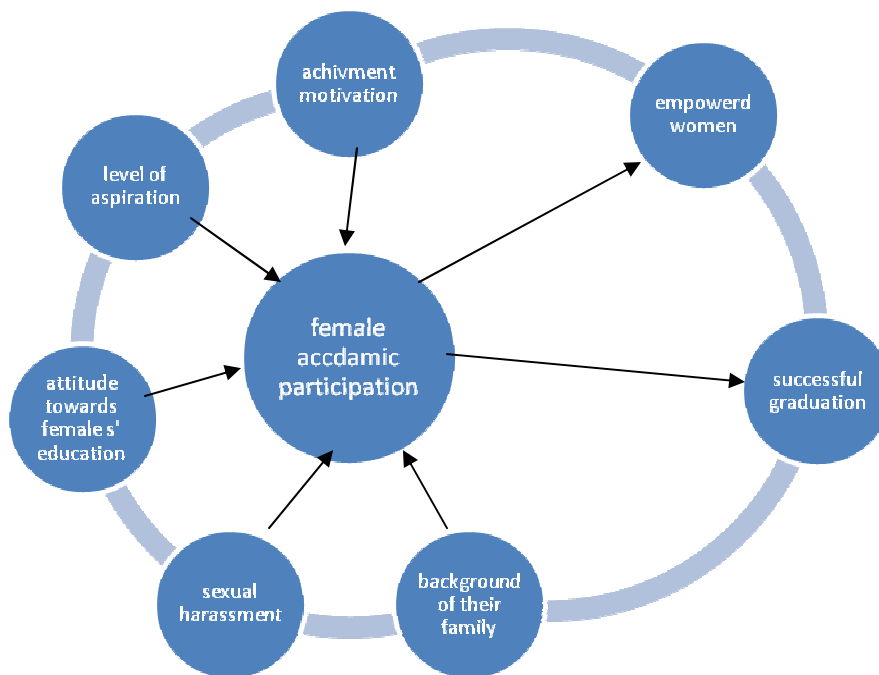 achivment
motivation
empowerd
women
level of
aspiration
female
accdamic
participation
attitude
towards
female s'
education
successful
graduation
sexual
harassment
background
of their
family